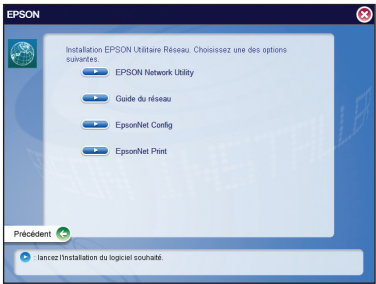 EPSON
Installation EPSON Utilitaire Réseau. Choisissez une des options
suivantes.
EPSON Network Utility
Guide du réseau
EpsonNet Config
EpsonNet Print
Précédent
: lancez l'installation du logiciel souhaité.